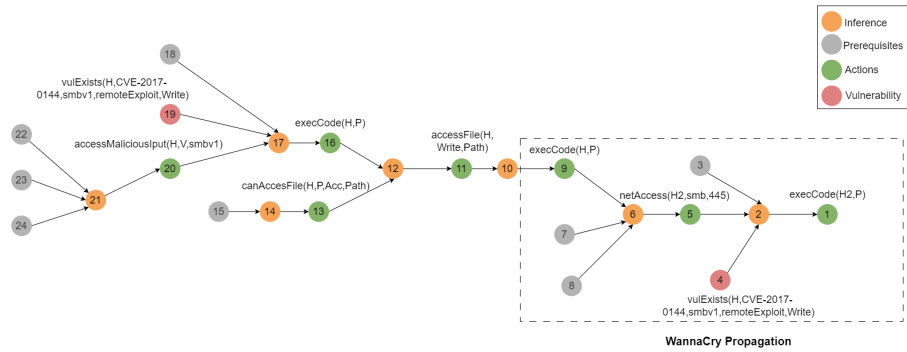 Inference
Prerequisites
Actions
Vulnerability
18
vulExists(H,CVE-2017-
0144,smbv1,remoteExploit,Write)
19
execCode(H,P)
17
16
22
accessMaliciousIput(H,V,smbv1)
20
23
21
24
canAccesFile(H,P,Acc,Path)
15
14
13
12
accessFile(H,
Write,Path)
11
10
execCode(H,P)
9
3
netAccess(H2,smb,445)
execCode(H2,P)
6
5
2
1
7
8
4
vulExists(H,CVE-2017-
0144,smbv1,remoteExploit,Write)
WannaCry Propagation